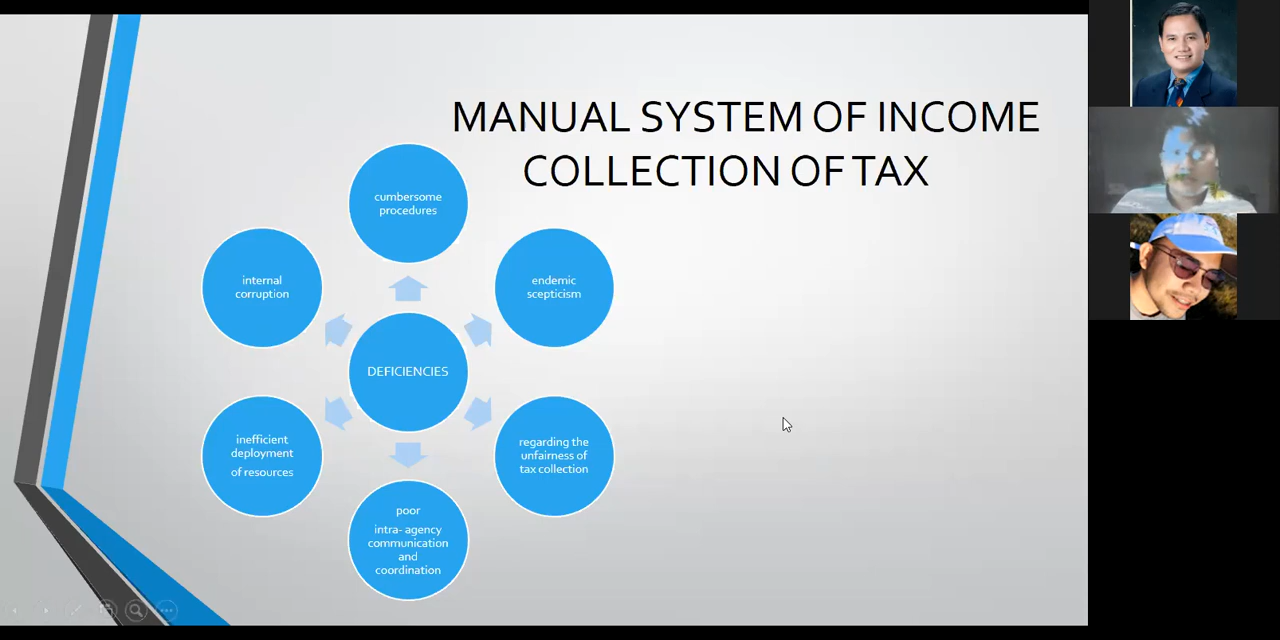 MANUAL SYSTEM OF INCOME
COLLECTION OF TAX
cumbersome
procedures
endemic
scepticism
regarding the
unfairness of
tax collection
poor
intra- agency
communication
and
coordination
inefficient
deployment
of resources
internal
corruption
DEFICIENCIES